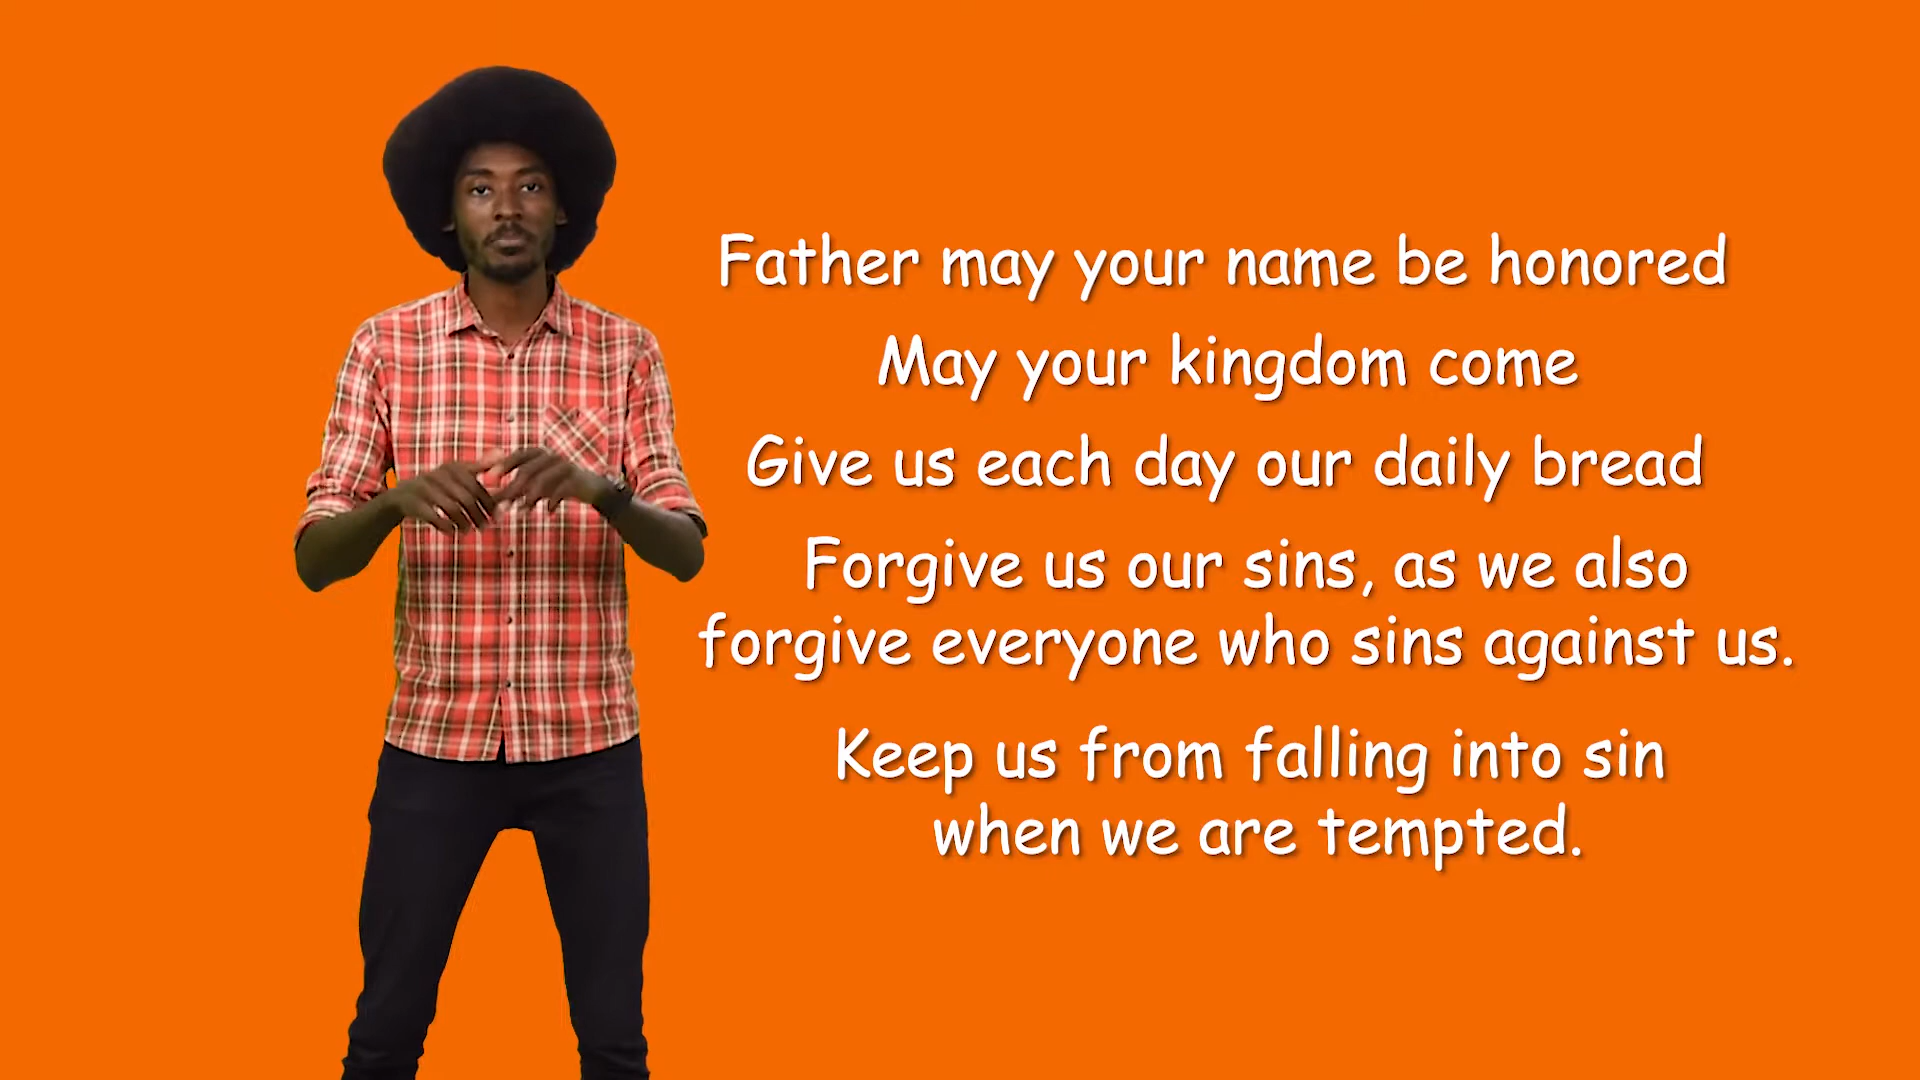 Father may your name be honored
May your kingdom come
Give us each day our daily bread
Forgive us our sins, as we also
forgive everyone who sins against us.
Keep us from falling into sin
when we are tempted.